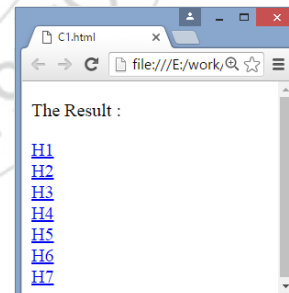 C1.html
file:///E:/work/
The Result :
H1
H2
H3
H4
H5
H6
H7